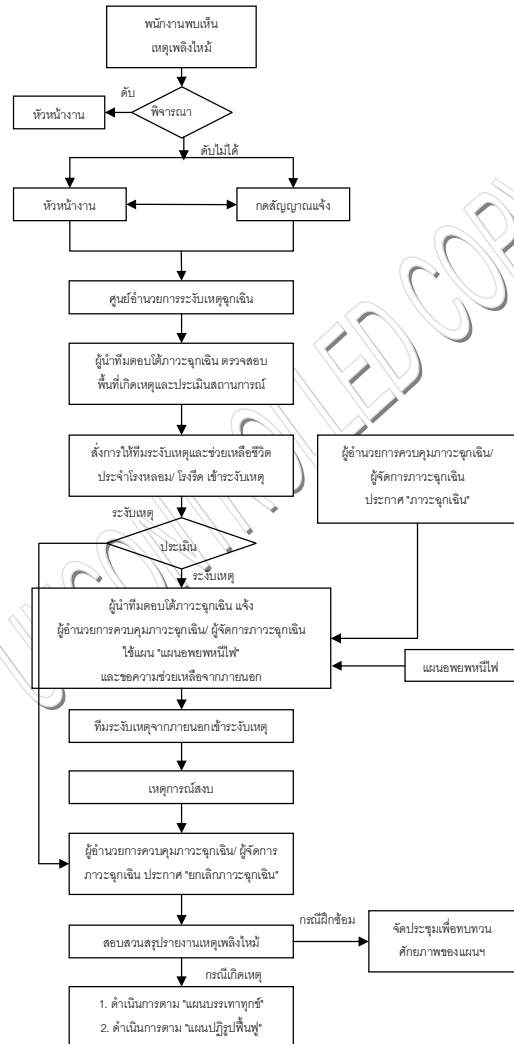 พนักงานพบเห็น
เหตุเพลิงไหม้
ดับ
หัวหน้างาน
พิจารณา
ดับไม่ได้
หัวหน้างาน
กดสัญญาณแจ้ง
ศูนย์อำนวยการระงับเหตุฉุกเฉิน
ผู้นำทีมตอบโต้ภาวะฉุกเฉิน ตรวจสอบ
พื้นที่เกิดเหตุและประเมินสถานการณ์
สั่งการให้ทีมระงับเหตุและช่วยเหลือชีวิต
ประจำโรงหลอม/ โรงรีด เข้าระงับเหตุ
ผู้อำนวยการควบคุมภาวะฉุกเฉิน/
ผู้จัดการภาวะฉุกเฉิน
ประกาศ "ภาวะฉุกเฉิน"
ระงับเหตุ
ประเมิน
ระงับเหตุ
ผู้นำทีมตอบโต้ภาวะฉุกเฉิน แจ้ง
ผู้อำนวยการควบคุมภาวะฉุกเฉิน/ ผู้จัดการภาวะฉุกเฉิน
ใช้แผน "แผนอพยพหนีไฟ"
และขอความช่วยเหลือจากภายนอก
แผนอพยพหนีไฟ
ทีมระงับเหตุจากภายนอกเข้าระงับเหตุ
เหตุการณ์สงบ
ผู้อำนวยการควบคุมภาวะฉุกเฉิน/ ผู้จัดการ
ภาวะฉุกเฉิน ประกาศ "ยกเลิกภาวะฉุกเฉิน"
กรณีฝึกซ้อม
สอบสวนสรุปรายงานเหตุเพลิงไหม้
จัดประชุมเพื่อทบทวน
ศักยภาพของแผนฯ
กรณีเกิดเหตุ
1. ดำเนินการตาม "แผนบรรเทาทุกข์"
2. ดำเนินการตาม "แผนปฏิรูปฟื้นฟู"
UNCONTROLLED COPY